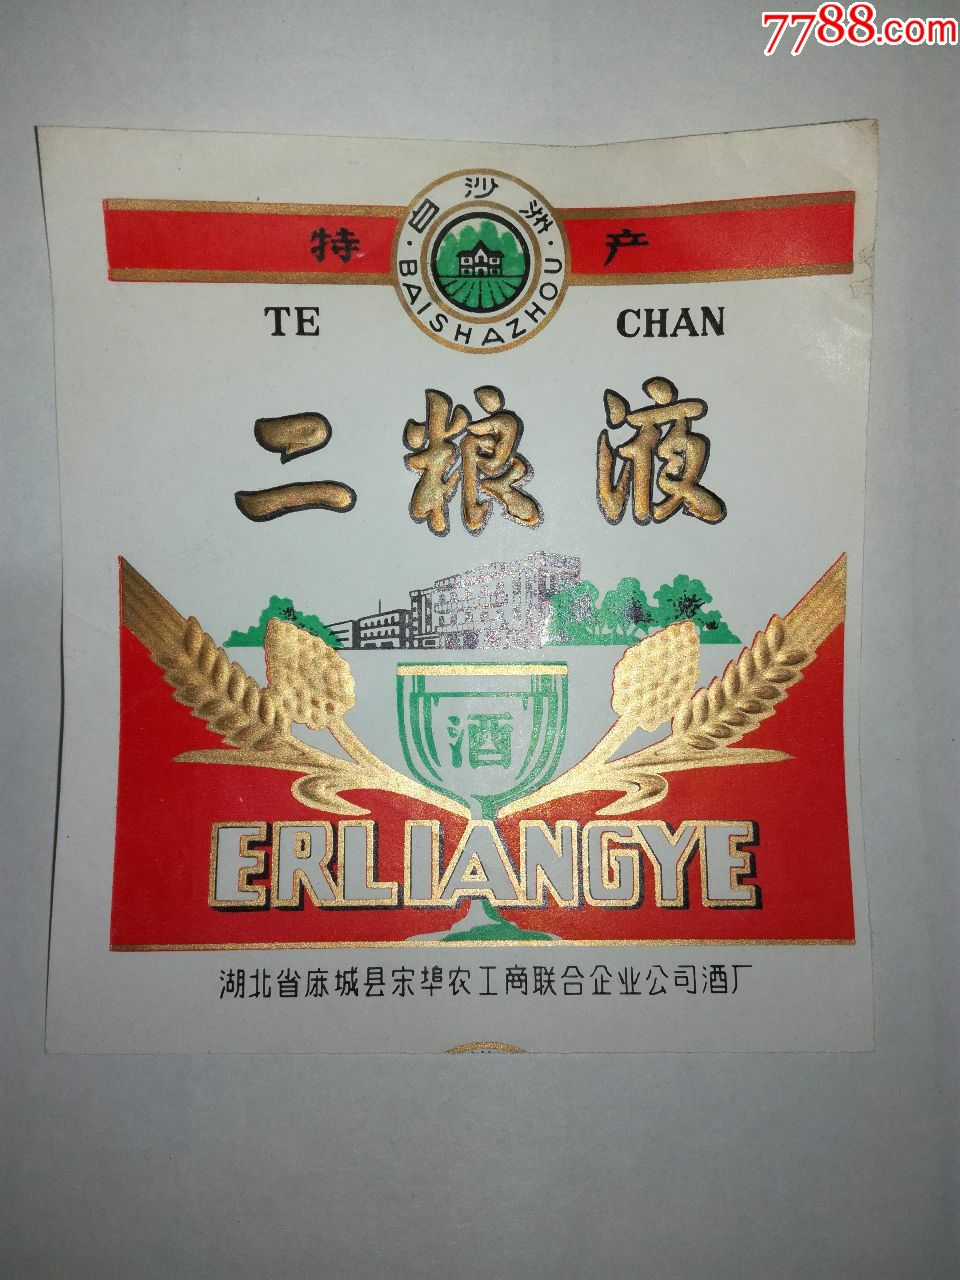 7788.com
白沙洲
特 产
·BAISHAZHOU·
TE CHAN
二粮液
酒
ERLIANGYE
湖北省麻城县宋埠农工商联合企业公司酒厂